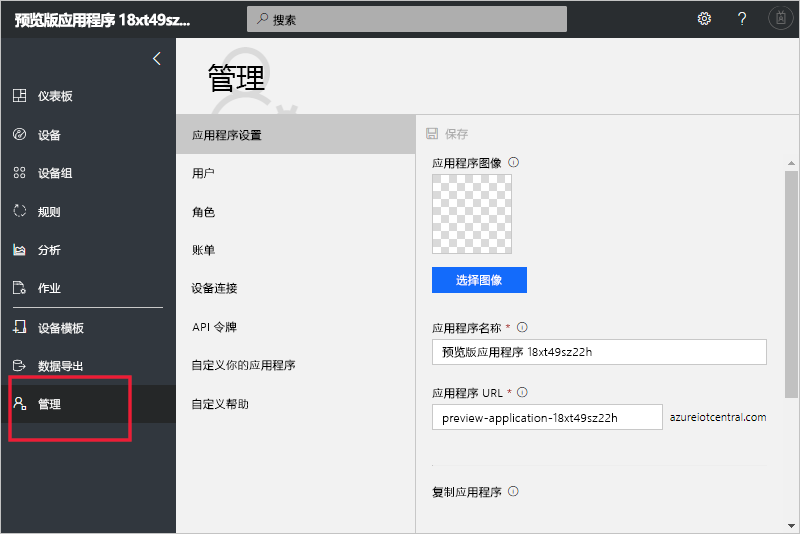 预览版应用程序 18xt49sz...
搜索
?
仪表板
设备
设备组
规则
分析
作业
设备模板
数据导出
管理
管理
应用程序设置
用户
角色
账单
设备连接
API 令牌
自定义你的应用程序
自定义帮助
保存
应用程序图像
选择图像
应用程序名称 *
预览版应用程序 18xt49sz22h
应用程序 URL *
preview-application-18xt49sz22h
azureiotcentral.com
复制应用程序